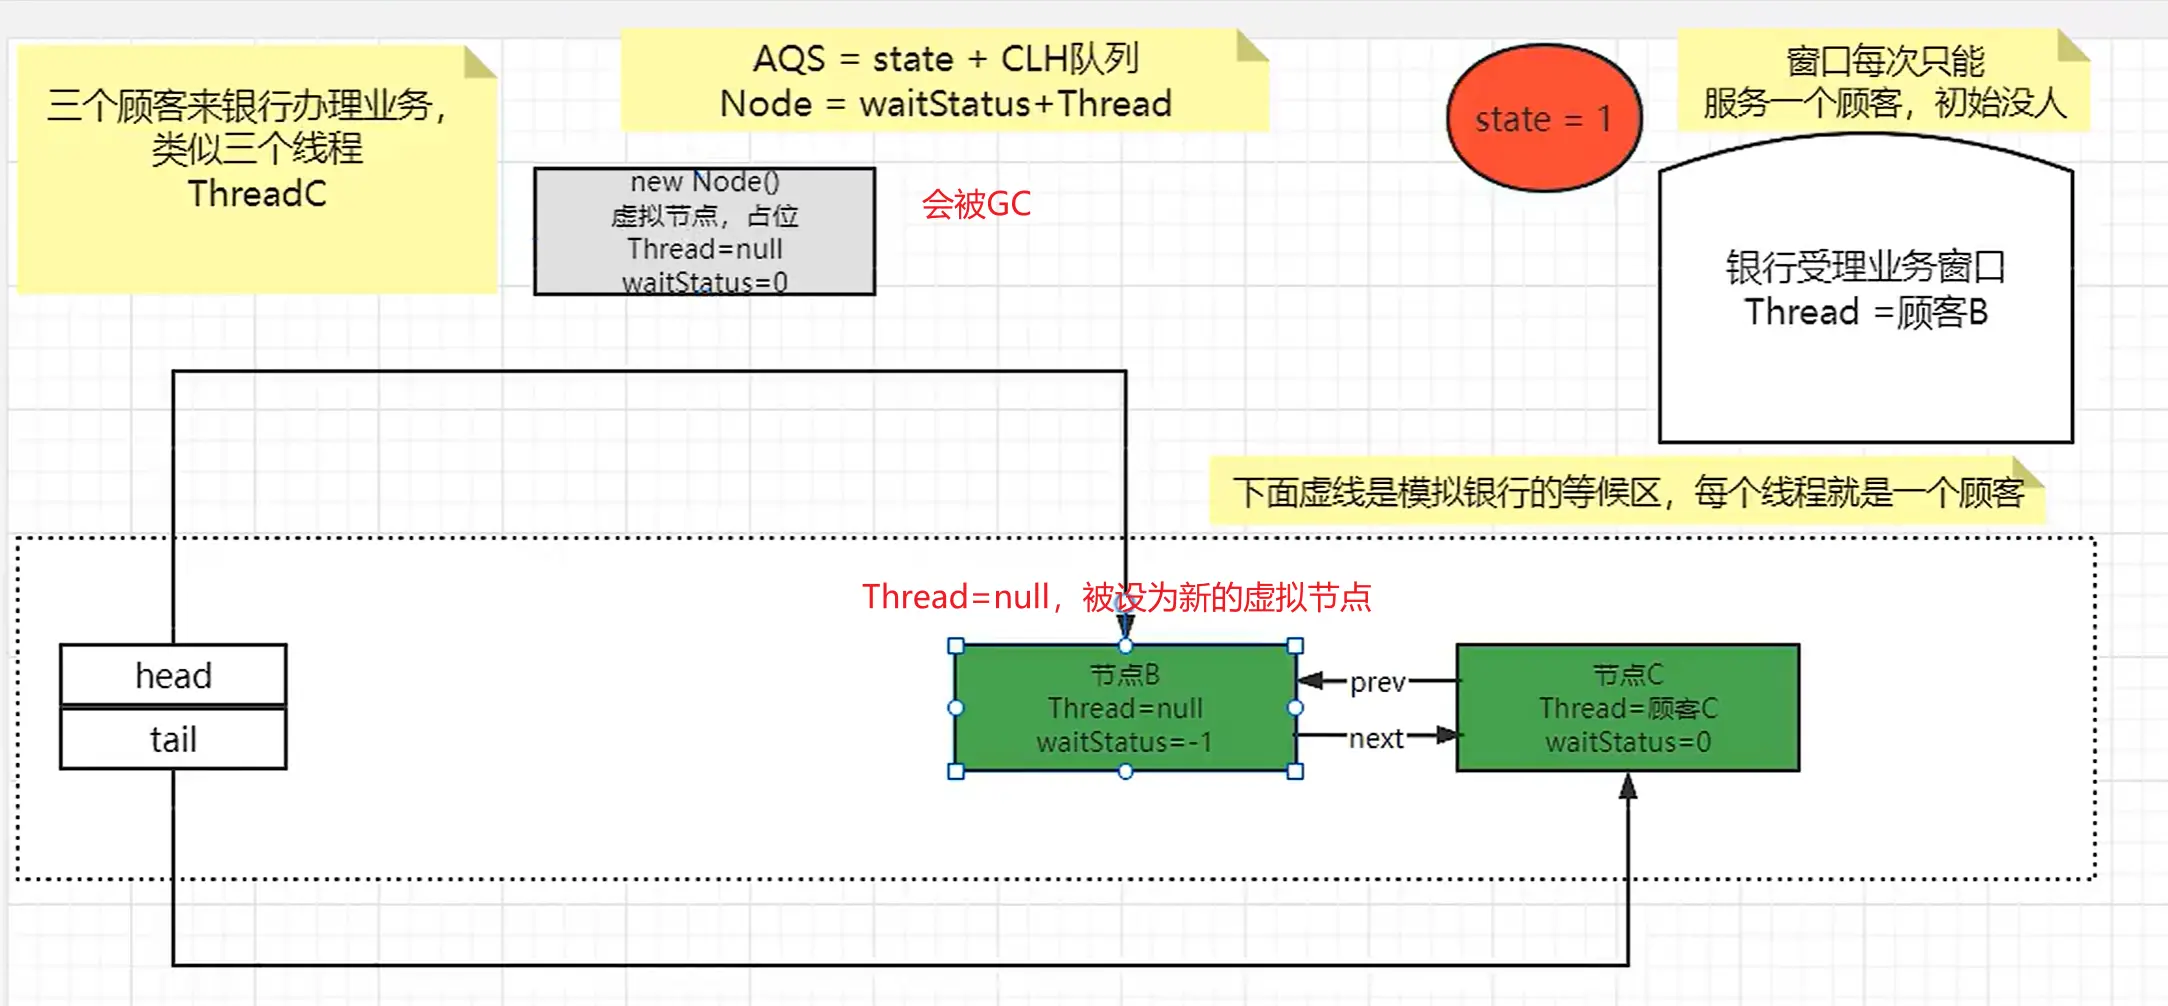 三个顾客来银行办理业务，
类似三个线程
ThreadC
AQS = state + CLH队列
Node = waitStatus+Thread
state = 1
窗口每次只能
服务一个顾客，初始没人
new Node()
虚拟节点，占位
Thread=null
waitStatus=0
会被GC
银行受理业务窗口
Thread =顾客B
下面虚线是模拟银行的等候区，每个线程就是一个顾客
Thread=null，被设为新的虚拟节点
head
tail
节点B
Thread=null
waitStatus=-1
prev
next
节点C
Thread=顾客C
waitStatus=0